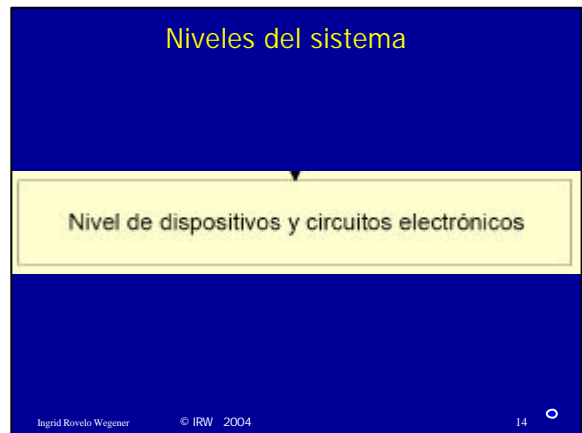 Niveles del sistema
Nivel de dispositivos y circuitos electrónicos
Ingrid Rovelo Wegener © IRW 2004 14